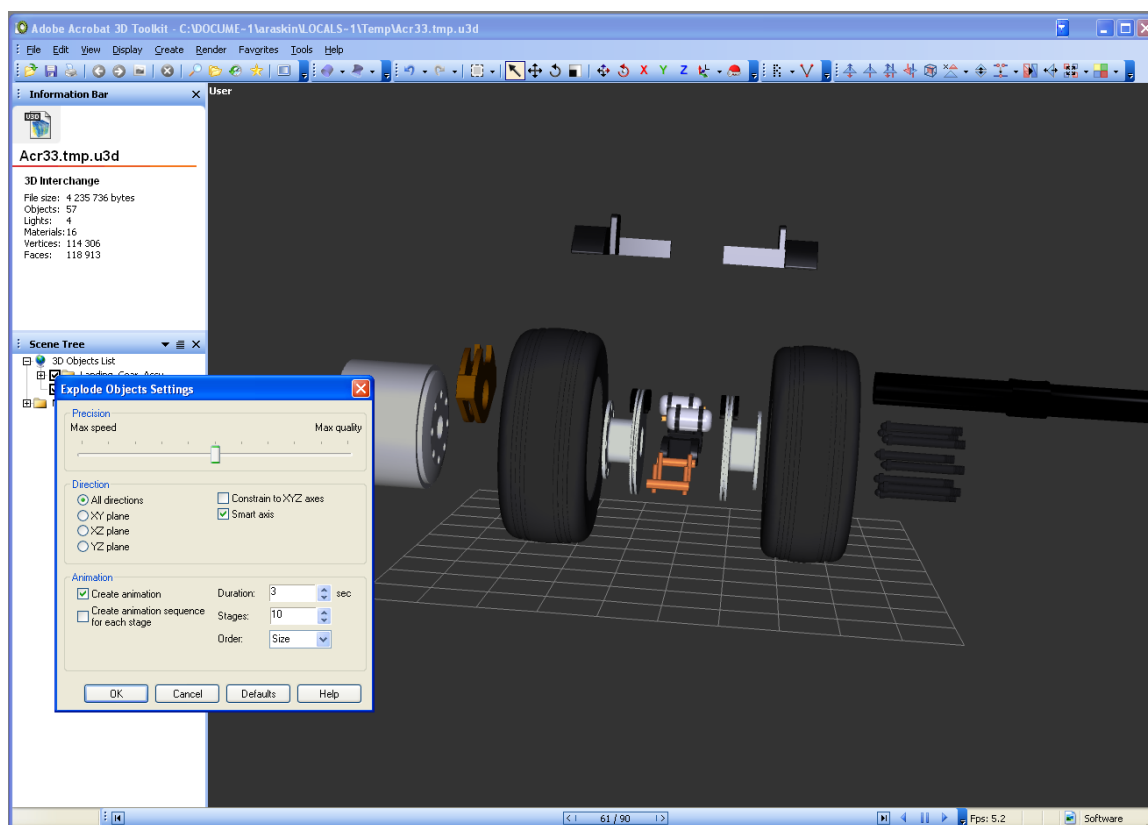 Adobe Acrobat 3D Toolkit - C:\DOCUME~1\araskin\LOCALS~1\Temp\Acr33.tmp.u3d
File Edit View Display Create Render Favorites Tools Help
X Y Z
Information Bar
User
U3D
Acr33.tmp.u3d
3D Interchange
File size: 4 235 736 bytes
Objects: 57
Lights: 4
Materials: 16
Vertices: 114 306
Faces: 118 913
Scene Tree
3D Objects List
Explode Objects Settings
Precision
Max speed Max quality
Direction
All directions
XY plane
XZ plane
YZ plane
Constrain to XYZ axes
Smart axis
Animation
Create animation
Create animation sequence
for each stage
Duration: 3 sec
Stages: 10
Order: Size
OK Cancel Defaults Help
61 / 90
Fps: 5.2
Software